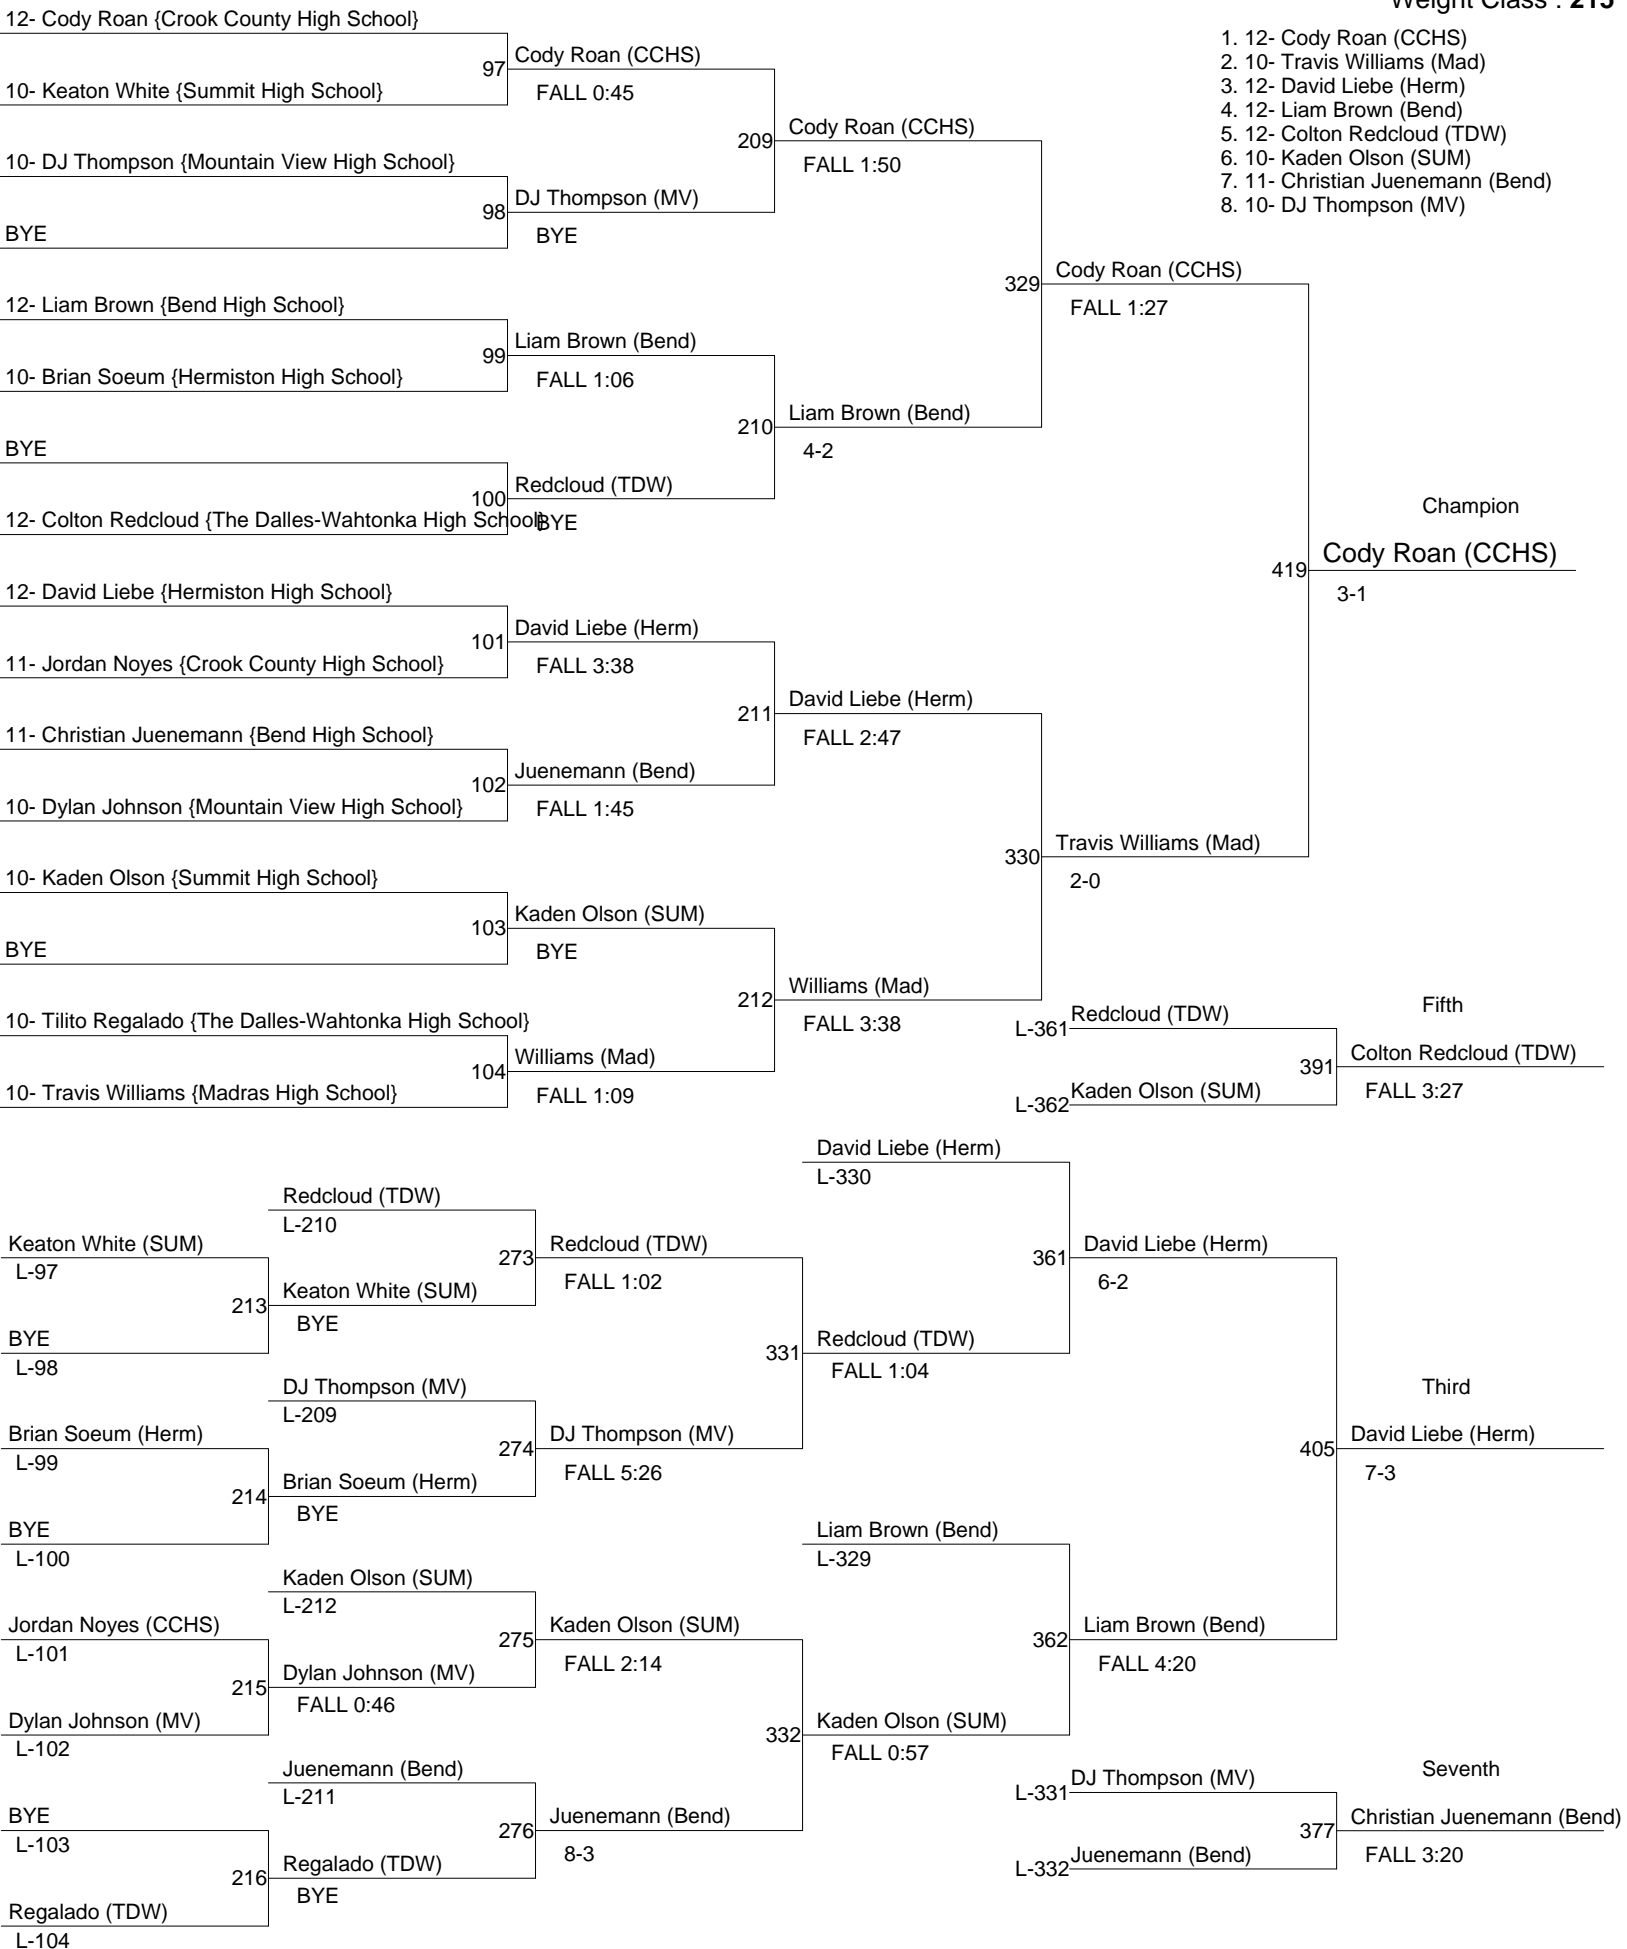 Weight Class : 215
1. 12- Cody Roan (CCHS)
2. 10- Travis Williams (Mad)
3. 12- David Liebe (Herm)
4. 12- Liam Brown (Bend)
5. 12- Colton Redcloud (TDW)
6. 10- Kaden Olson (SUM)
7. 11- Christian Juenemann (Bend)
8. 10- DJ Thompson (MV)
12- Cody Roan {Crook County High School}
10- Keaton White {Summit High School}
10- DJ Thompson {Mountain View High School}
BYE
12- Liam Brown {Bend High School}
10- Brian Soeum {Hermiston High School}
BYE
12- Colton Redcloud {The Dalles-Wahtonka High School}
12- David Liebe {Hermiston High School}
11- Jordan Noyes {Crook County High School}
11- Christian Juenemann {Bend High School}
10- Dylan Johnson {Mountain View High School}
10- Kaden Olson {Summit High School}
BYE
10- Tilito Regalado {The Dalles-Wahtonka High School}
10- Travis Williams {Madras High School}
97
Cody Roan (CCHS)
FALL 0:45
98
DJ Thompson (MV)
BYE
99
Liam Brown (Bend)
FALL 1:06
100
Redcloud (TDW)
BYE
101
David Liebe (Herm)
FALL 3:38
102
Juenemann (Bend)
FALL 1:45
103
Kaden Olson (SUM)
BYE
104
Williams (Mad)
FALL 1:09
209
Cody Roan (CCHS)
FALL 1:50
210
Liam Brown (Bend)
4-2
211
David Liebe (Herm)
FALL 2:47
212
Williams (Mad)
FALL 3:38
329
Cody Roan (CCHS)
FALL 1:27
330
Travis Williams (Mad)
2-0
Champion
419
Cody Roan (CCHS)
3-1
Fifth
L-361
Redcloud (TDW)
L-362
Kaden Olson (SUM)
391
Colton Redcloud (TDW)
FALL 3:27
Keaton White (SUM)
L-97
BYE
L-98
Brian Soeum (Herm)
L-99
BYE
L-100
Jordan Noyes (CCHS)
L-101
Dylan Johnson (MV)
L-102
BYE
L-103
Regalado (TDW)
L-104
Redcloud (TDW)
L-210
213
Keaton White (SUM)
BYE
DJ Thompson (MV)
L-209
214
Brian Soeum (Herm)
BYE
Kaden Olson (SUM)
L-212
215
Dylan Johnson (MV)
FALL 0:46
Juenemann (Bend)
L-211
216
Regalado (TDW)
BYE
273
Redcloud (TDW)
FALL 1:02
274
DJ Thompson (MV)
FALL 5:26
275
Kaden Olson (SUM)
FALL 2:14
276
Juenemann (Bend)
8-3
David Liebe (Herm)
L-330
331
Redcloud (TDW)
FALL 1:04
Liam Brown (Bend)
L-329
332
Kaden Olson (SUM)
FALL 0:57
361
David Liebe (Herm)
6-2
362
Liam Brown (Bend)
FALL 4:20
Third
405
David Liebe (Herm)
7-3
Seventh
L-331
DJ Thompson (MV)
L-332
Juenemann (Bend)
377
Christian Juenemann (Bend)
FALL 3:20